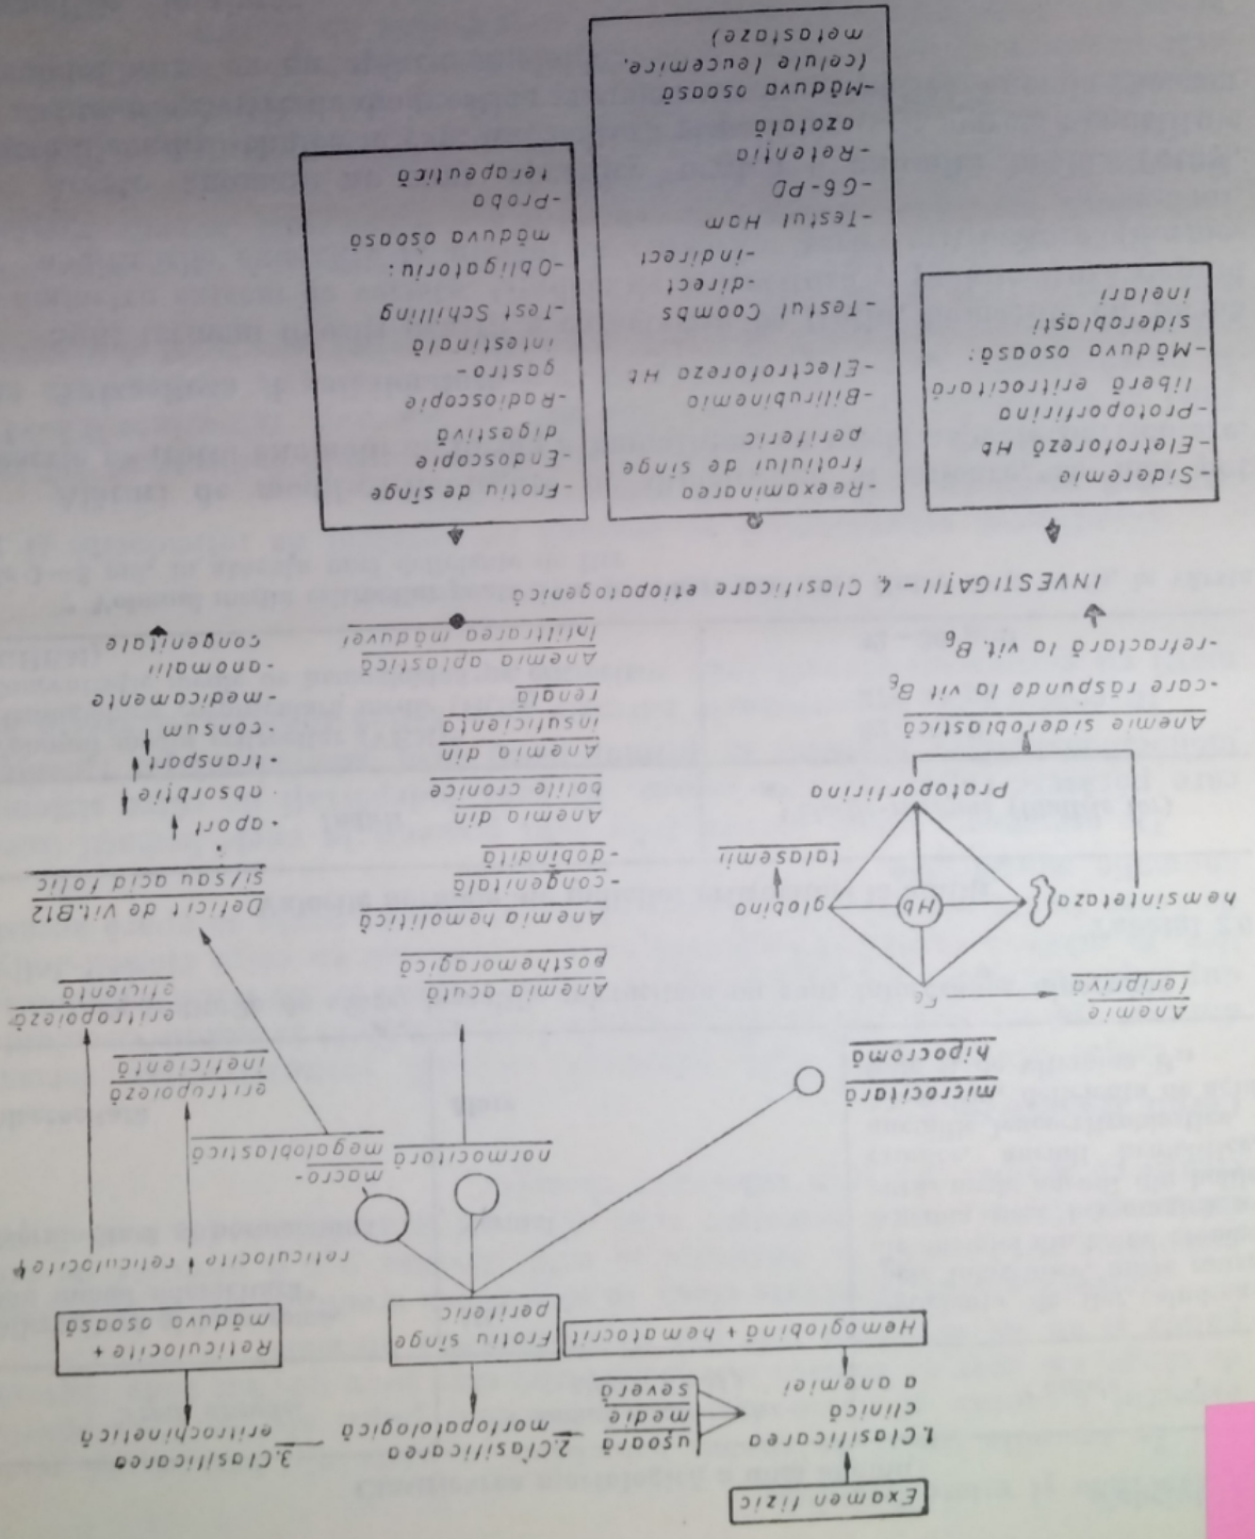 Examen fizic
1.Clasificarea
clinică
a anemiei
ușoară
medie
severă
Hemoglobină + hematocrit
2.Clasificarea
morfopatologică
Frotiu sînge
periferic
3.Clasificarea
eritrochinetică
Reticulocite +
măduva osoasă
microcitară
hipocromă
normocitară
macro-
megaloblastică
reticulocite
reticulocite
eritropoieză
ineficientă
eritropoieză
eficientă
Anemie
feriprivă
Fe
hemsintetaza
Hb
globina
talasemii
Protoporfirina
Anemie sideroblastică
-care răspunde la vit B6
-refractară la vit. B6
Anemia acută
posthemoragică
Anemia hemolitică
-congenitală
-dobîndită
Anemia din
bolile cronice
Anemia din
insuficiența
renală
Anemia aplastică
Infiltrarea măduvei
Deficit de vit.B12
si/sau acid folic
• aport ↓
• absorbție ↓
• transport ↓
• consum ↑
-medicamente
-anomalii
congenitale
INVESTIGAȚII - 4. Clasificare etiopatogenică
-Sideremie
-Eletroforeză Hb
-Protoporfirina
liberă eritrocitară
-Măduva osoasă:
sideroblaști
inelari
-Reexaminarea
frotiului de sînge
periferic
-Bilirubinemia
-Electroforeza Hb
-Testul Coombs
-direct
-indirect
-Testul Ham
-G6-PD
-Retenția
azotată
-Măduva osoasă
(celule leucemice,
metastaze)
-Frotiu de sînge
-Endoscopie
digestivă
-Radioscopie
gastro-
intestinală
-Test Schilling
-Obligatoriu:
măduva osoasă
-Proba
terapeutică